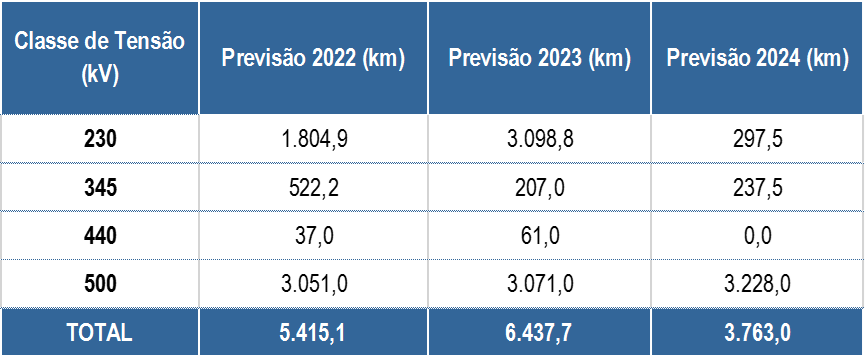 Classe de Tensão (kV) Previsão 2022 (km) Previsão 2023 (km) Previsão 2024 (km)
230 1.804,9 3.098,8 297,5
345 522,2 207,0 237,5
440 37,0 61,0 0,0
500 3.051,0 3.071,0 3.228,0
TOTAL 5.415,1 6.437,7 3.763,0